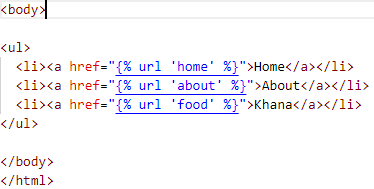 <body>
<ul>
<li><a href="{% url 'home' %}">Home</a></li>
<li><a href="{% url 'about' %}">About</a></li>
<li><a href="{% url 'food' %}">Khana</a></li>
</ul>
</body>
</html>